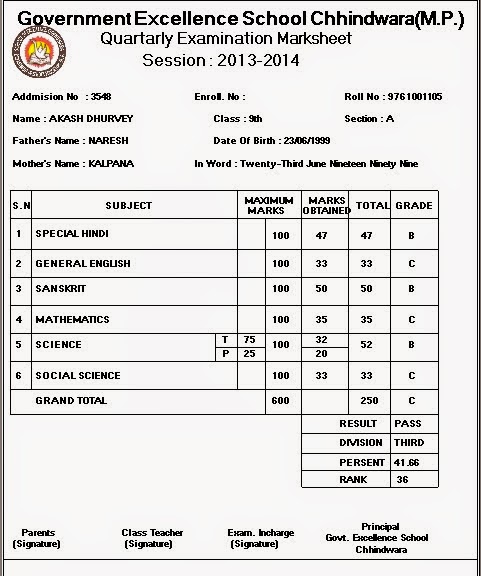 Government Excellence School Chhindwara(M.P.)
Quartarly Examination Marksheet
Session : 2013-2014
Addmision No : 3548 Enroll. No : Roll No : 9761001105
Name : AKASH DHURVEY Class : 9th Section : A
Father's Name : NARESH Date Of Birth : 23/06/1999
Mother's Name : KALPANA In Word : Twenty-Third June Nineteen Ninety Nine
S.N SUBJECT MAXIMUM MARKS MARKS OBTAINED TOTAL GRADE
1 SPECIAL HINDI 100 47 47 B
2 GENERAL ENGLISH 100 33 33 C
3 SANSKRIT 100 50 50 B
4 MATHEMATICS 100 35 35 C
5 SCIENCE T 75 100 32 52 B
P 25 20
6 SOCIAL SCIENCE 100 33 33 C
GRAND TOTAL 600 250 C
RESULT PASS
DIVISION THIRD
PERSENT 41.66
RANK 36
Parents Class Teacher Exam. Incharge Principal
(Signature) (Signature) (Signature) Govt. Excellence School
Chhindwara